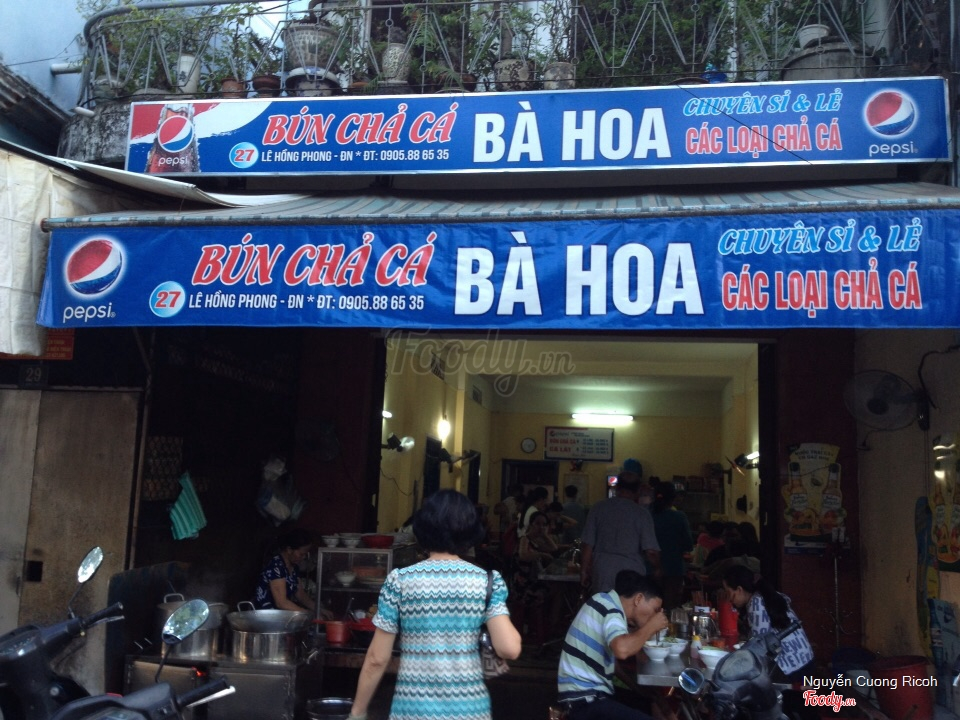 pepsi
BÚN CHẢ CÁ
27
LÊ HỒNG PHONG - ĐN * ĐT: 0905.88 65 35
BÀ HOA
CHUYÊN SỈ & LẺ
CÁC LOẠI CHẢ CÁ
pepsi
pepsi
BÚN CHẢ CÁ
27
LÊ HỒNG PHONG - ĐN * ĐT: 0905.88 65 35
BÀ HOA
CHUYÊN SỈ & LẺ
CÁC LOẠI CHẢ CÁ
Foody.vn
29
Nguyễn Cuong Ricoh
Foody.vn